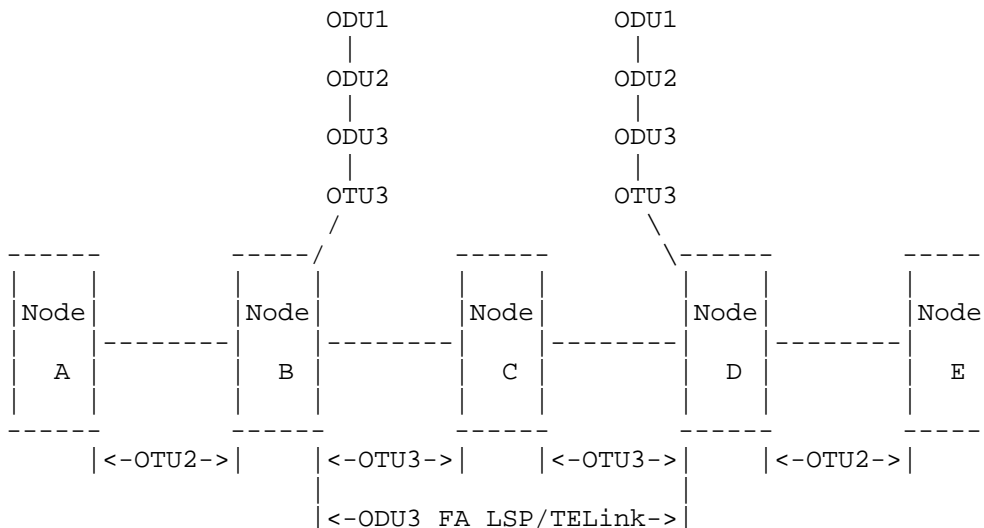 ODU1 ODU1
ODU2 ODU2
ODU3 ODU3
OTU3 OTU3
Node Node Node Node Node
A B C D E
<-OTU2-> <-OTU3-> <-OTU3-> <-OTU2->
<-ODU3 FA LSP/TELink->